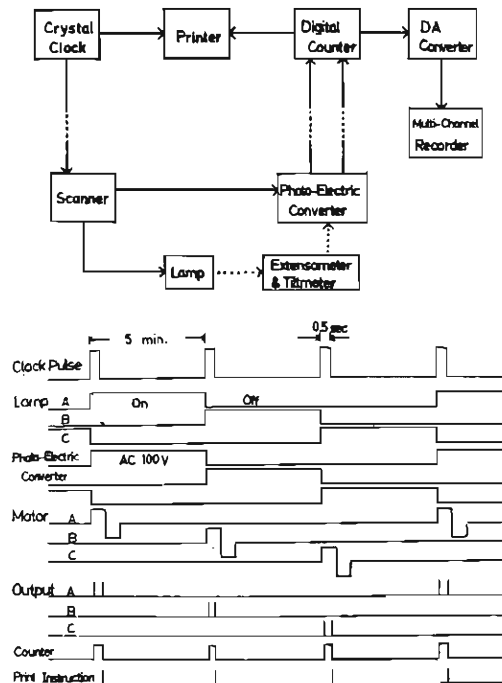 Crystal Clock
Printer
Digital Counter
DA Converter
Multi-Channel Recorder
Scanner
Photo-Electric Converter
Lamp
Extensometer & Tiltmeter
5 min.
0.5 sec
Clock Pulse
Lamp A On Off
B
C
Photo-Electric AC 100V
Converter
Motor A
B
C
Output A
B
C
Counter
Print Instruction